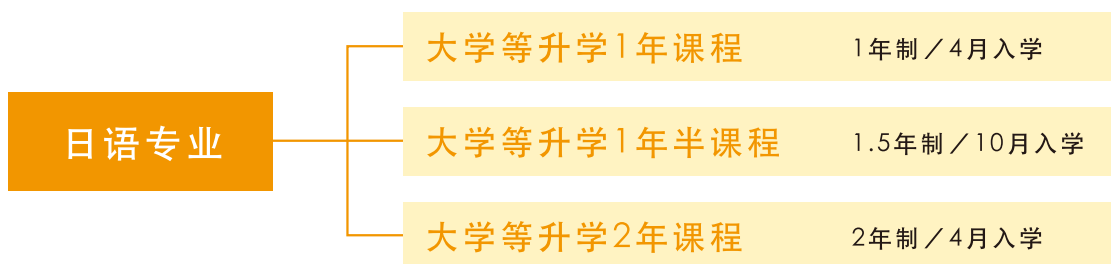 日语专业
大学等升学1年课程 1年制／4月入学
大学等升学1年半课程 1.5年制／10月入学
大学等升学2年课程 2年制／4月入学